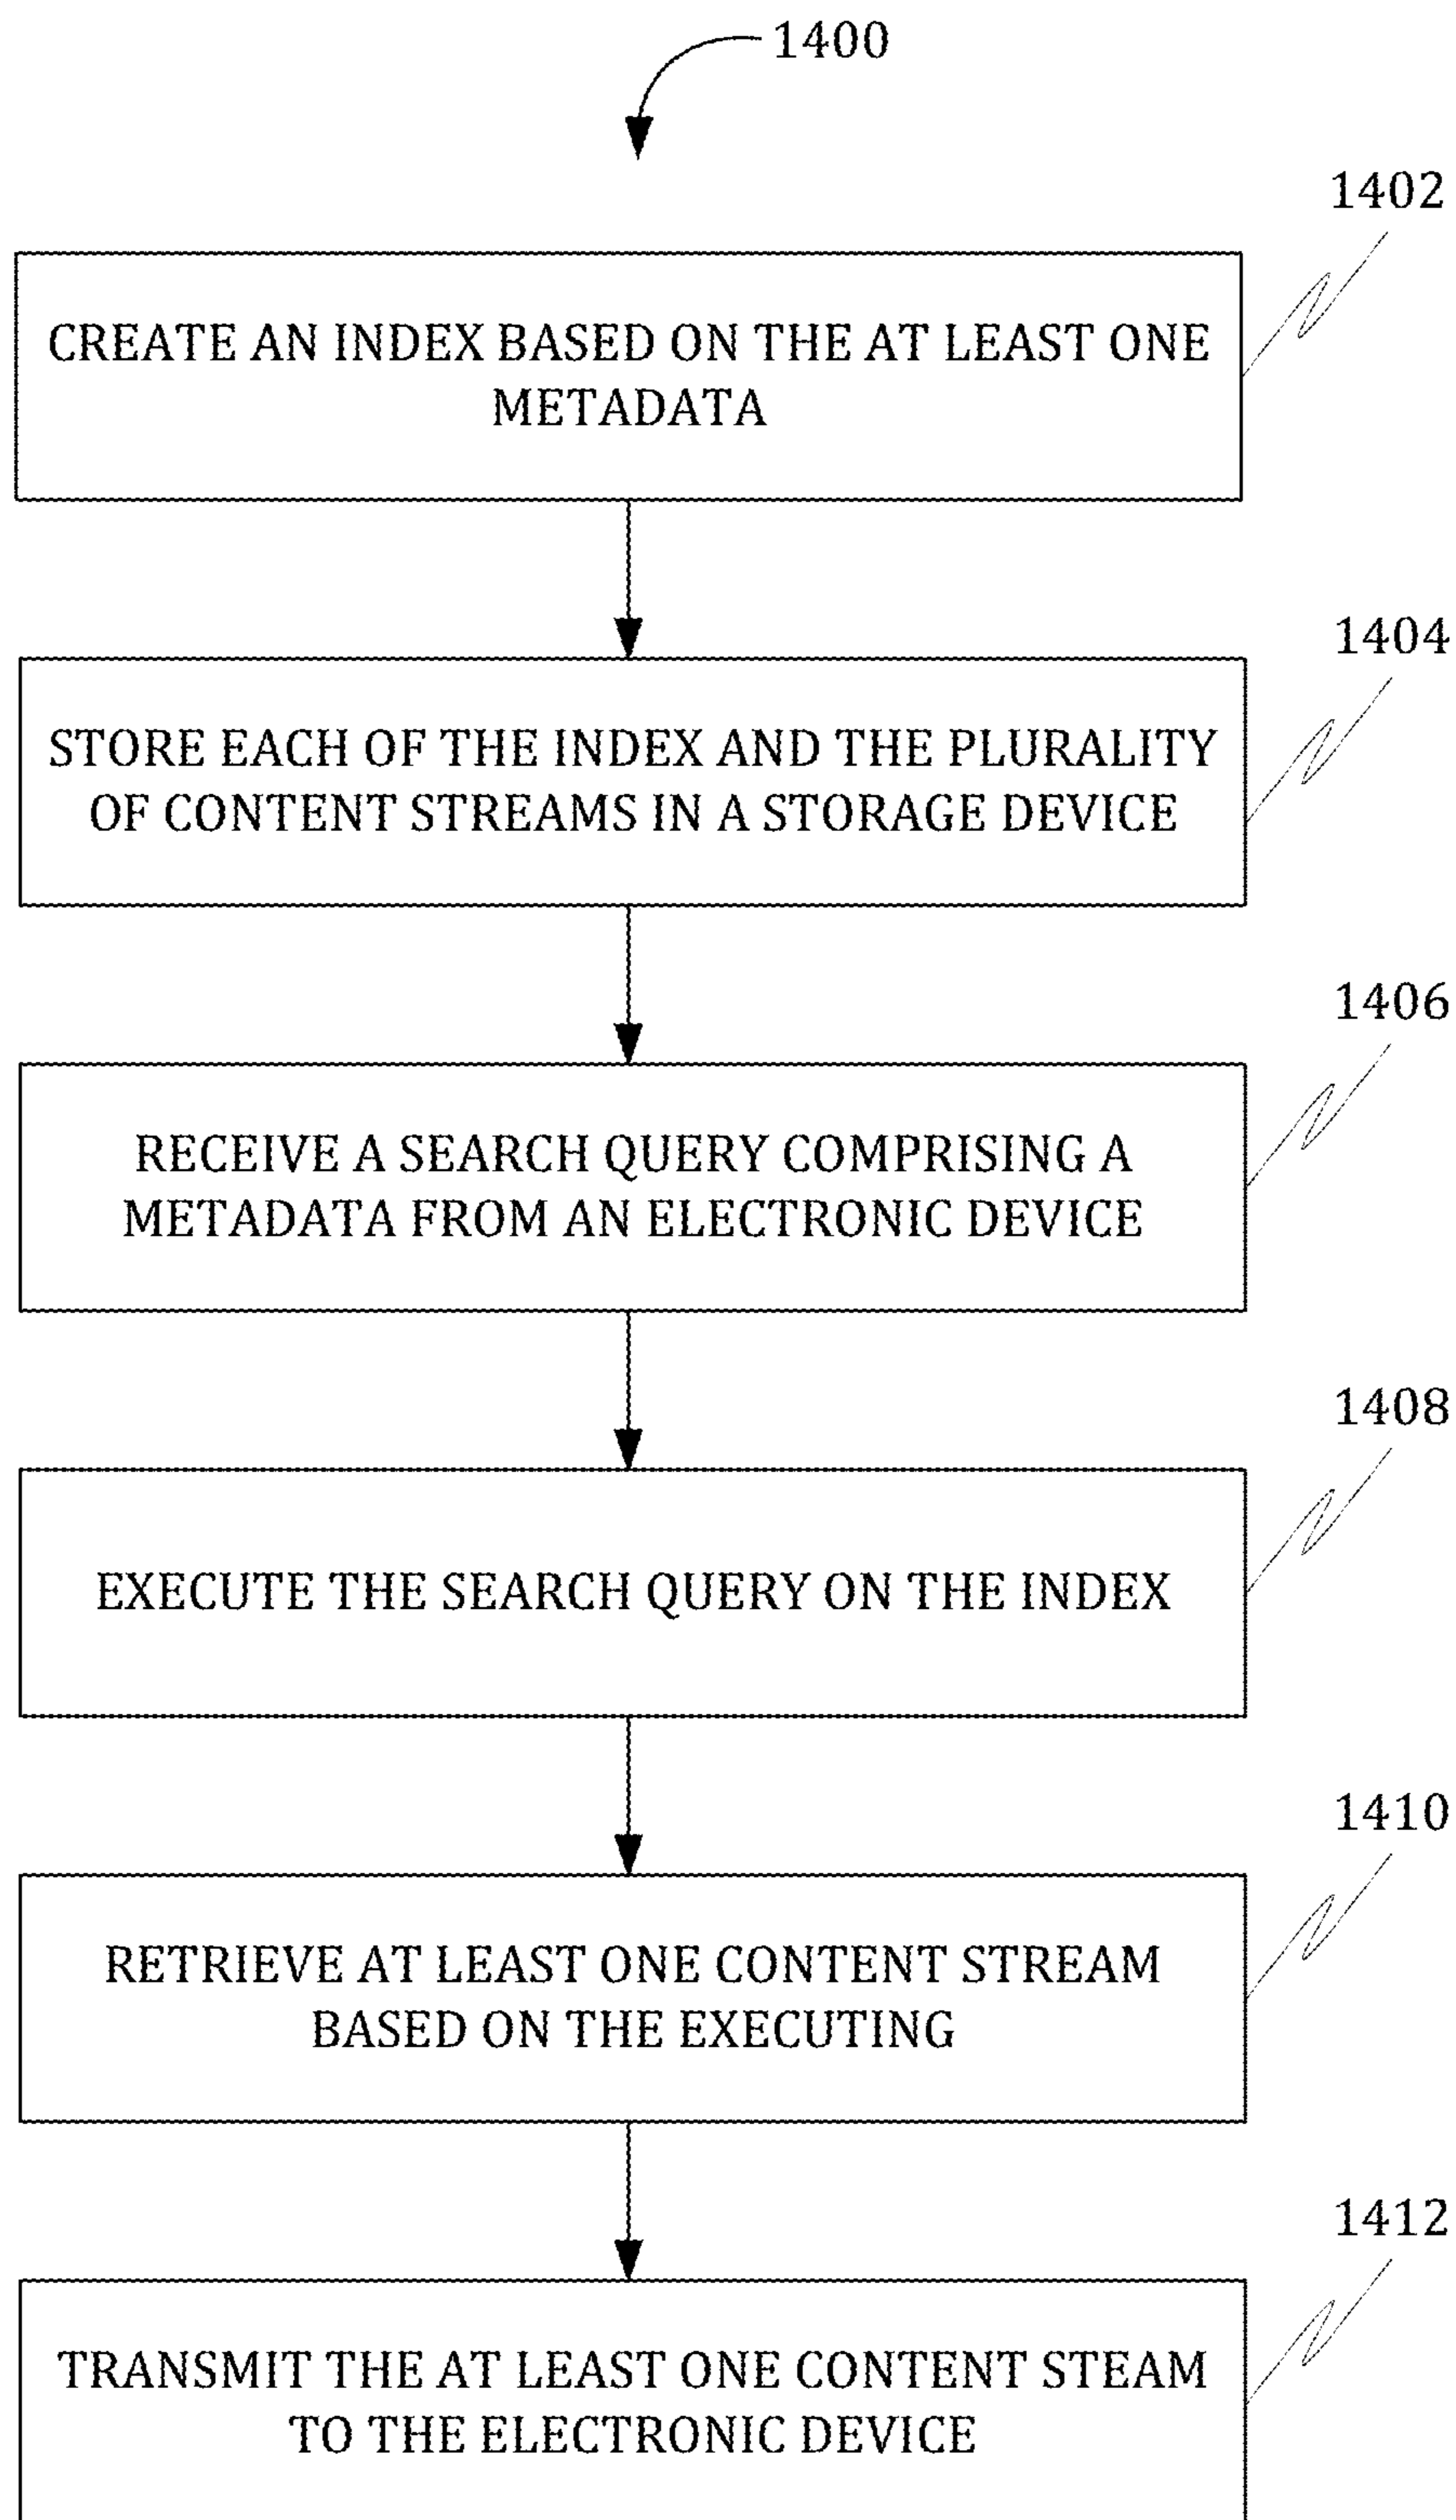 1400
1402
CREATE AN INDEX BASED ON THE AT LEAST ONE
METADATA
1404
STORE EACH OF THE INDEX AND THE PLURALITY
OF CONTENT STREAMS IN A STORAGE DEVICE
1406
RECEIVE A SEARCH QUERY COMPRISING A
METADATA FROM AN ELECTRONIC DEVICE
1408
EXECUTE THE SEARCH QUERY ON THE INDEX
1410
RETRIEVE AT LEAST ONE CONTENT STREAM
BASED ON THE EXECUTING
1412
TRANSMIT THE AT LEAST ONE CONTENT STEAM
TO THE ELECTRONIC DEVICE